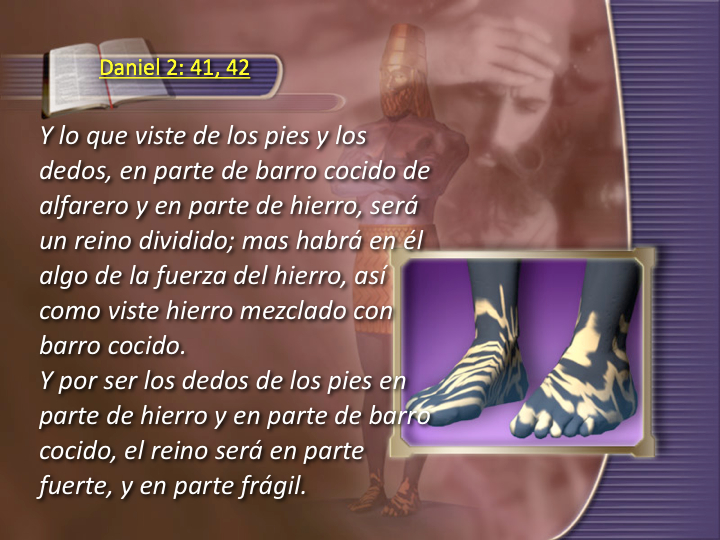 Daniel 2: 41, 42
Y lo que viste de los pies y los
dedos, en parte de barro cocido de
alfarero y en parte de hierro, será
un reino dividido; mas habrá en él
algo de la fuerza del hierro, así
como viste hierro mezclado con
barro cocido.
Y por ser los dedos de los pies en
parte de hierro y en parte de barro
cocido, el reino será en parte
fuerte, y en parte frágil.